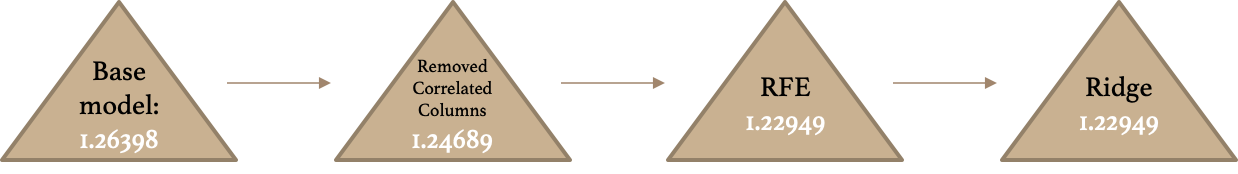 Base
model:
1.26398
Removed
Correlated
Columns
1.24689
RFE
1.22949
Ridge
1.22949